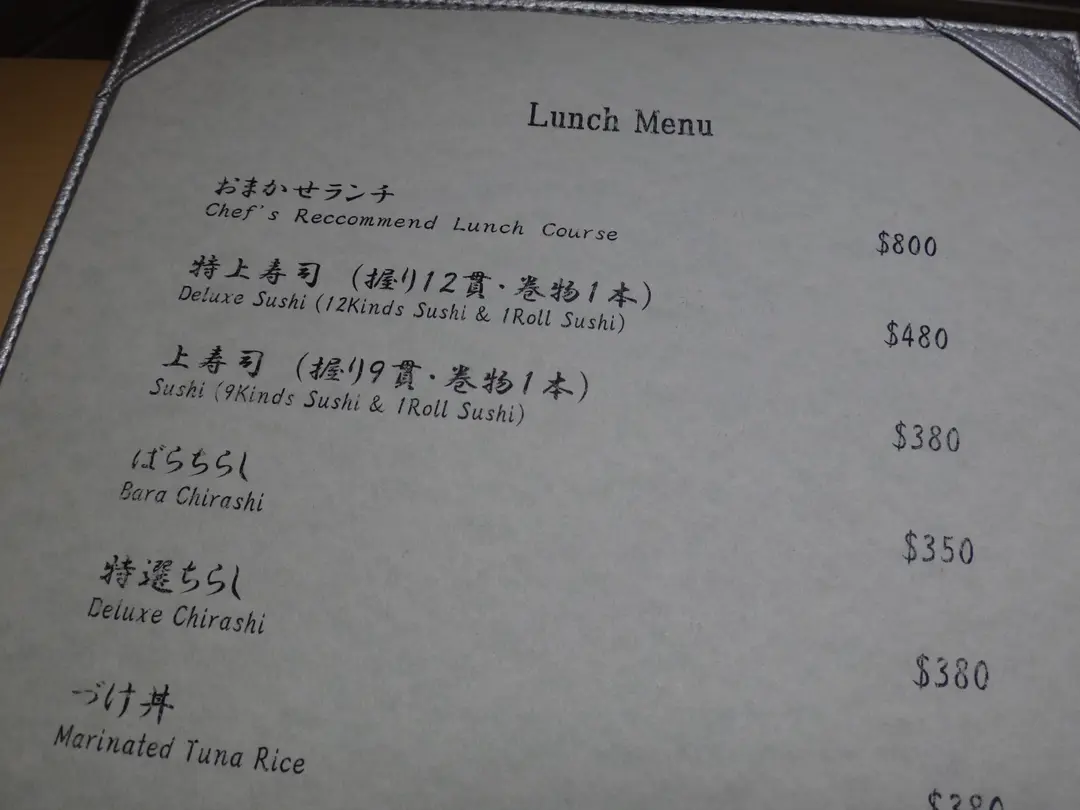 Lunch Menu
おまかせランチ
Chef's Reccommend Lunch Course
$800
特上寿司 (握り12貫・巻物1本)
Deluxe Sushi (12Kinds Sushi & 1Roll Sushi)
$480
上寿司 (握り9貫・巻物1本)
Sushi (9Kinds Sushi & 1Roll Sushi)
$380
ばらちらし
Bara Chirashi
$350
特選ちらし
Deluxe Chirashi
$380
づけ丼
Marinated Tuna Rice